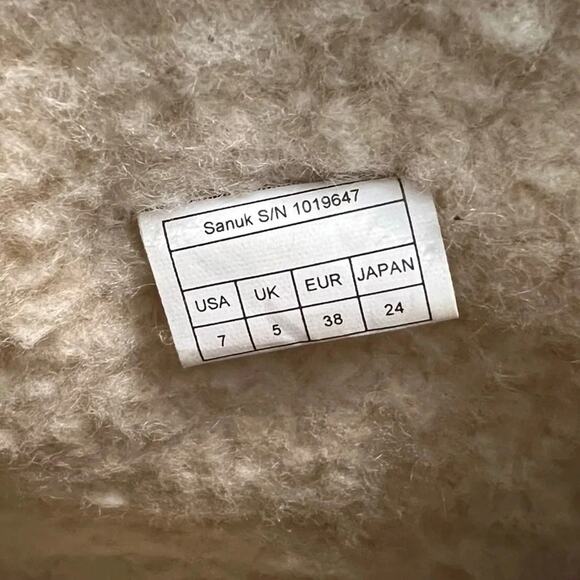 Sanuk S/N 1019647
USA UK EUR JAPAN
7 5 38 24